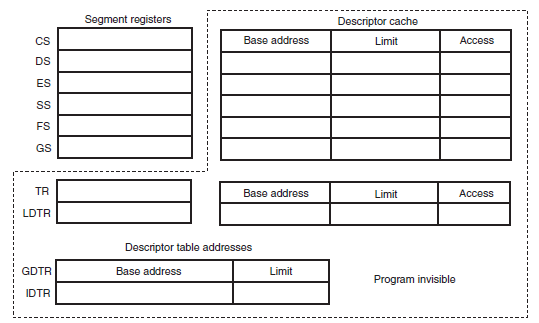 Segment registers
Descriptor cache
CS
Base address Limit Access
DS
ES
SS
FS
GS
TR
Base address Limit Access
LDTR
Descriptor table addresses
GDTR Base address Limit
Program invisible
IDTR